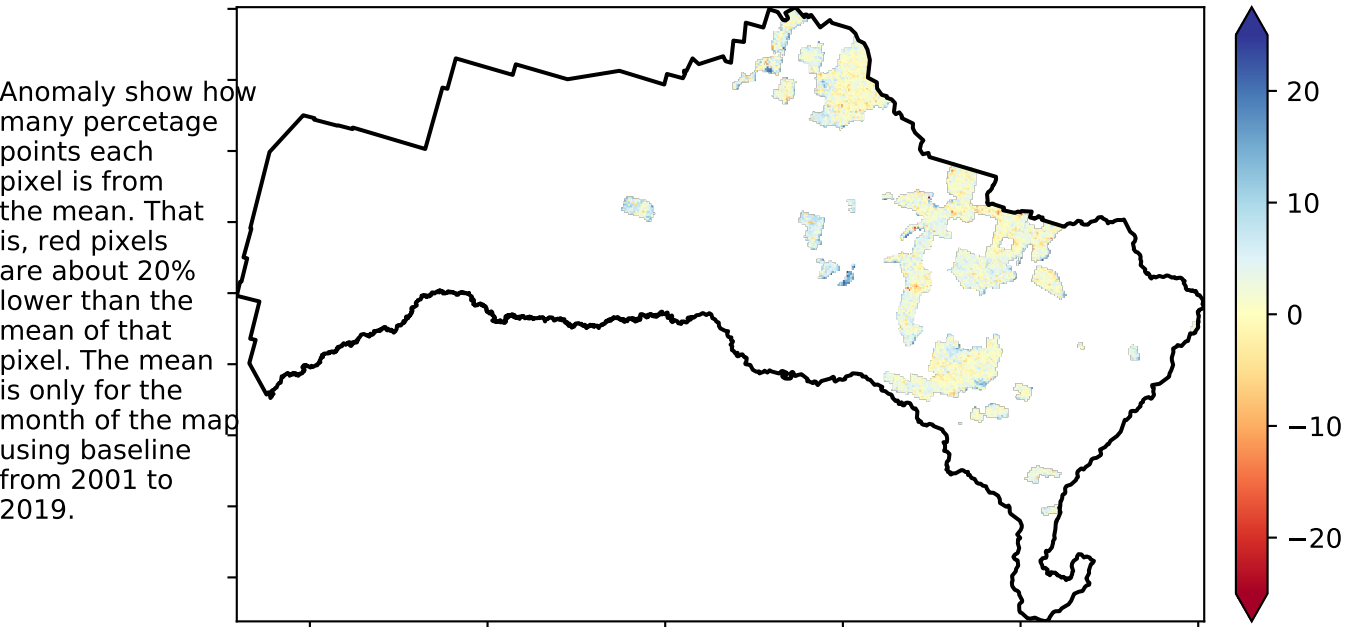 Anomaly show how
many percetage
points each
pixel is from
the mean. That
is, red pixels
are about 20%
lower than the
mean of that
pixel. The mean
is only for the
month of the map
using baseline
from 2001 to
2019.
20
10
0
−10
−20